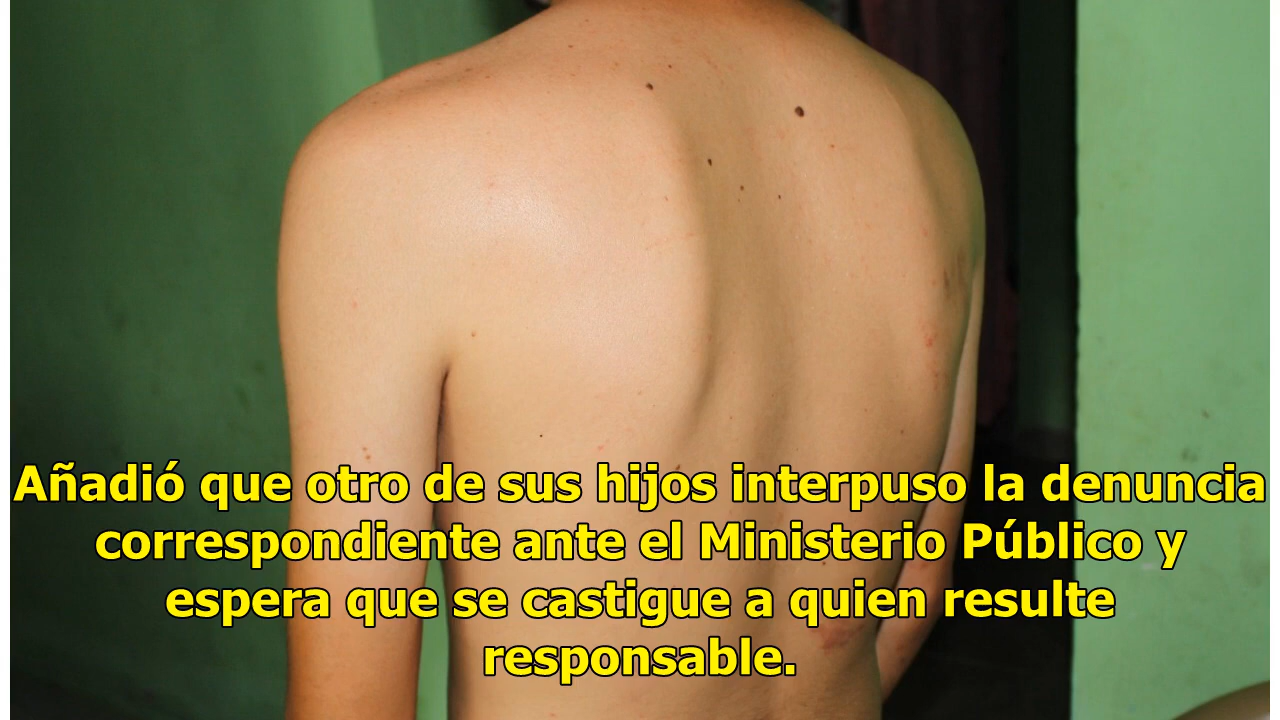 Añadió que otro de sus hijos interpuso la denuncia
correspondiente ante el Ministerio Público y
espera que se castigue a quien resulte
responsable.